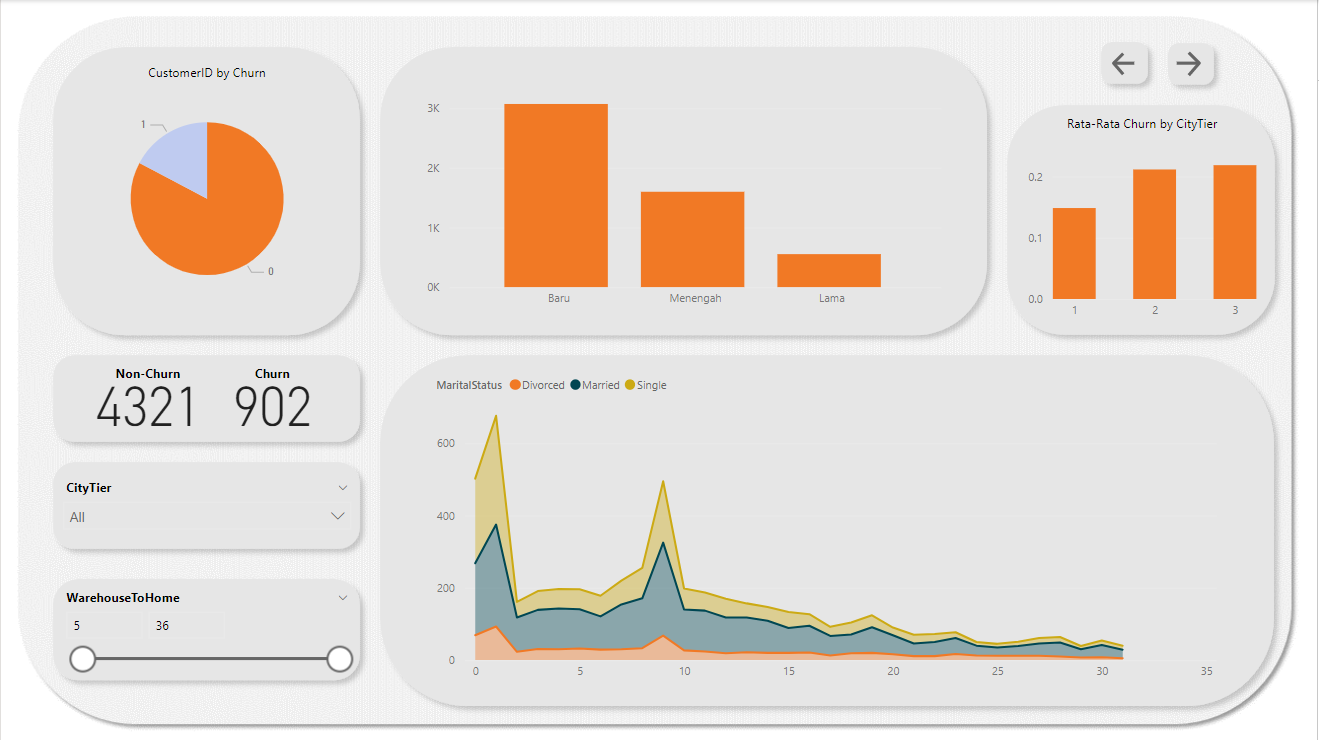 CustomerID by Churn
1
0
3K
2K
1K
0K
Baru Menengah Lama
Rata-Rata Churn by CityTier
0.2
0.1
0.0
1 2 3
Non-Churn Churn
4321 902
CityTier
All
WarehouseToHome
5 36
MaritalStatus Divorced Married Single
600
400
200
0
0 5 10 15 20 25 30 35